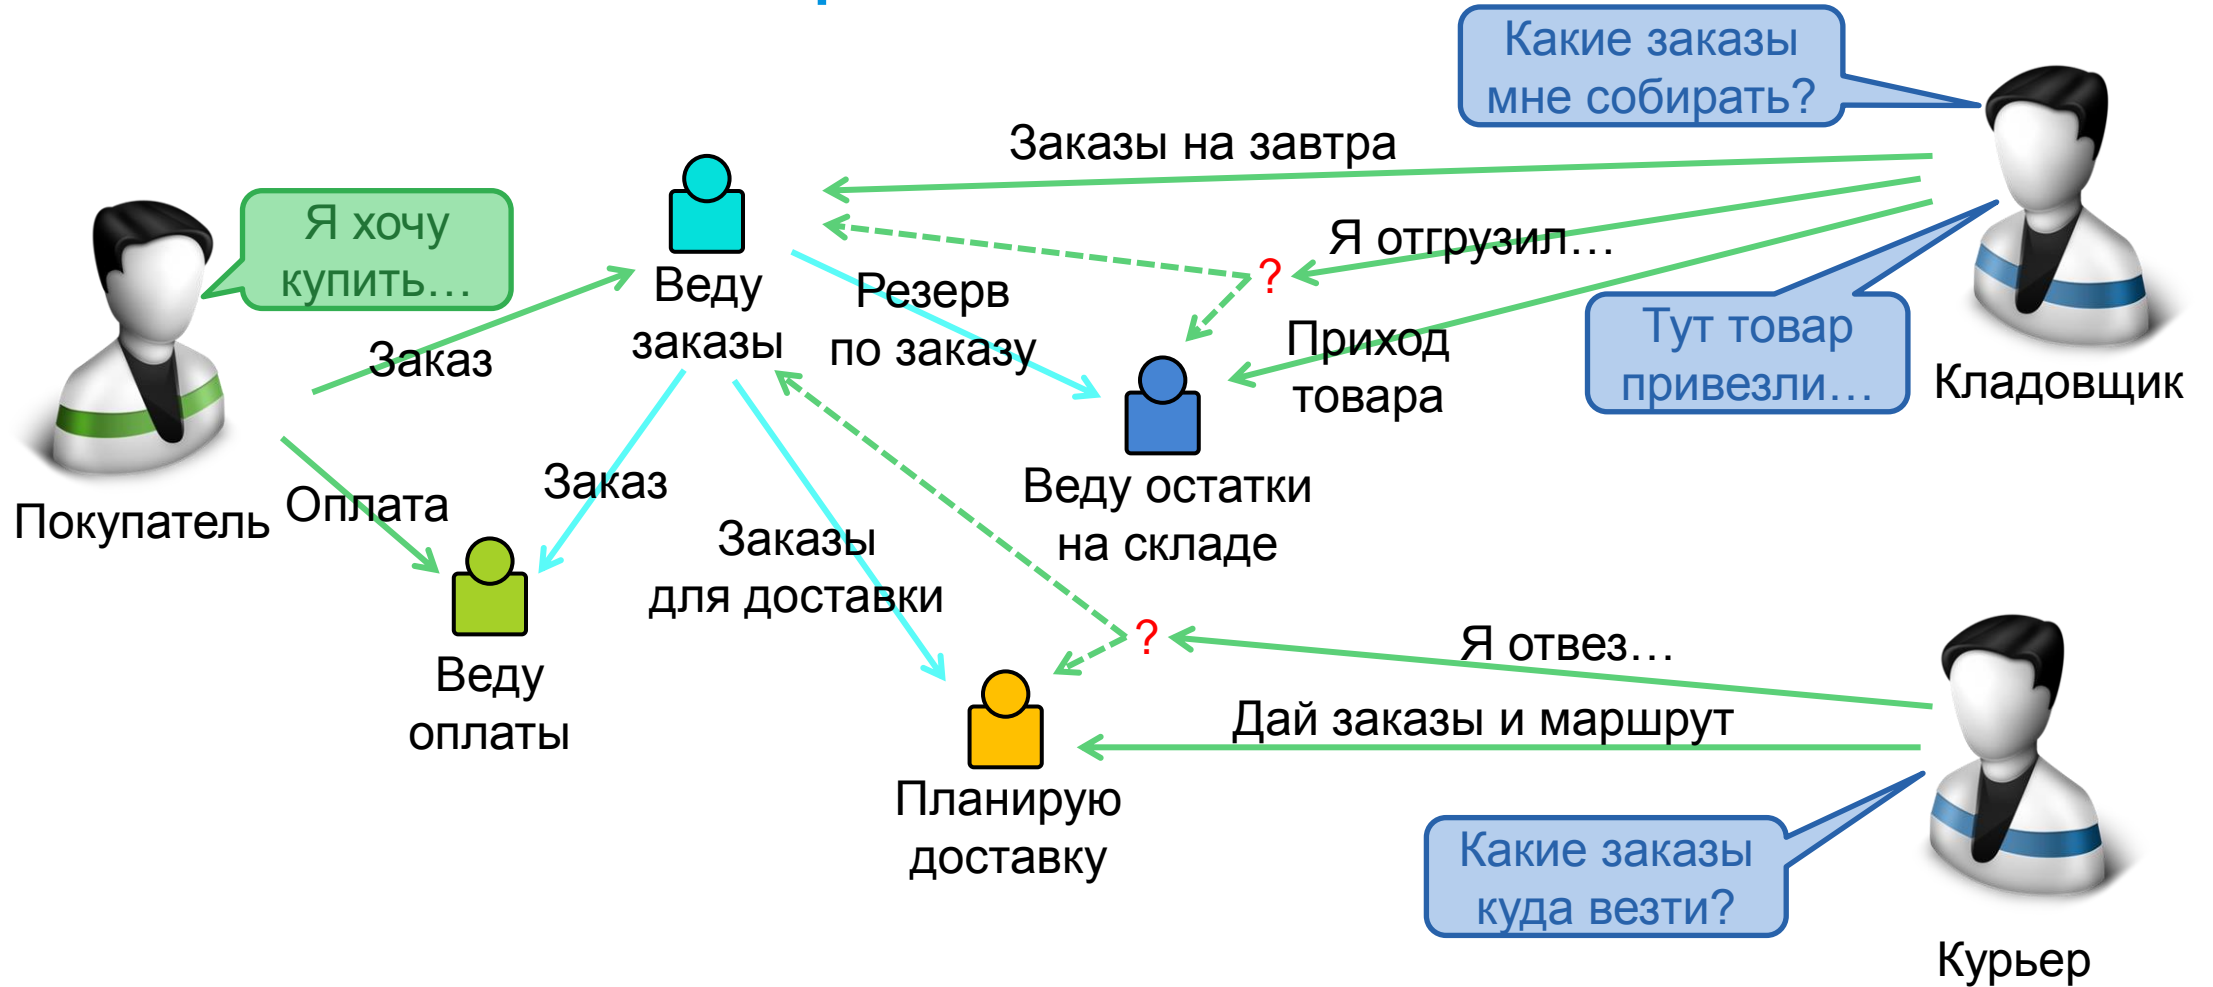 Какие заказы
мне собирать?
Заказы на завтра
Я хочу
купить…
Я отгрузил…
?
Веду
заказы
Резерв
по заказу
Заказ
Приход
товара
Тут товар
привезли…
Кладовщик
Покупатель
Оплата
Заказ
Веду остатки
на складе
Заказы
для доставки
?
Я отвез…
Веду
оплаты
Дай заказы и маршрут
Планирую
доставку
Какие заказы
куда везти?
Курьер